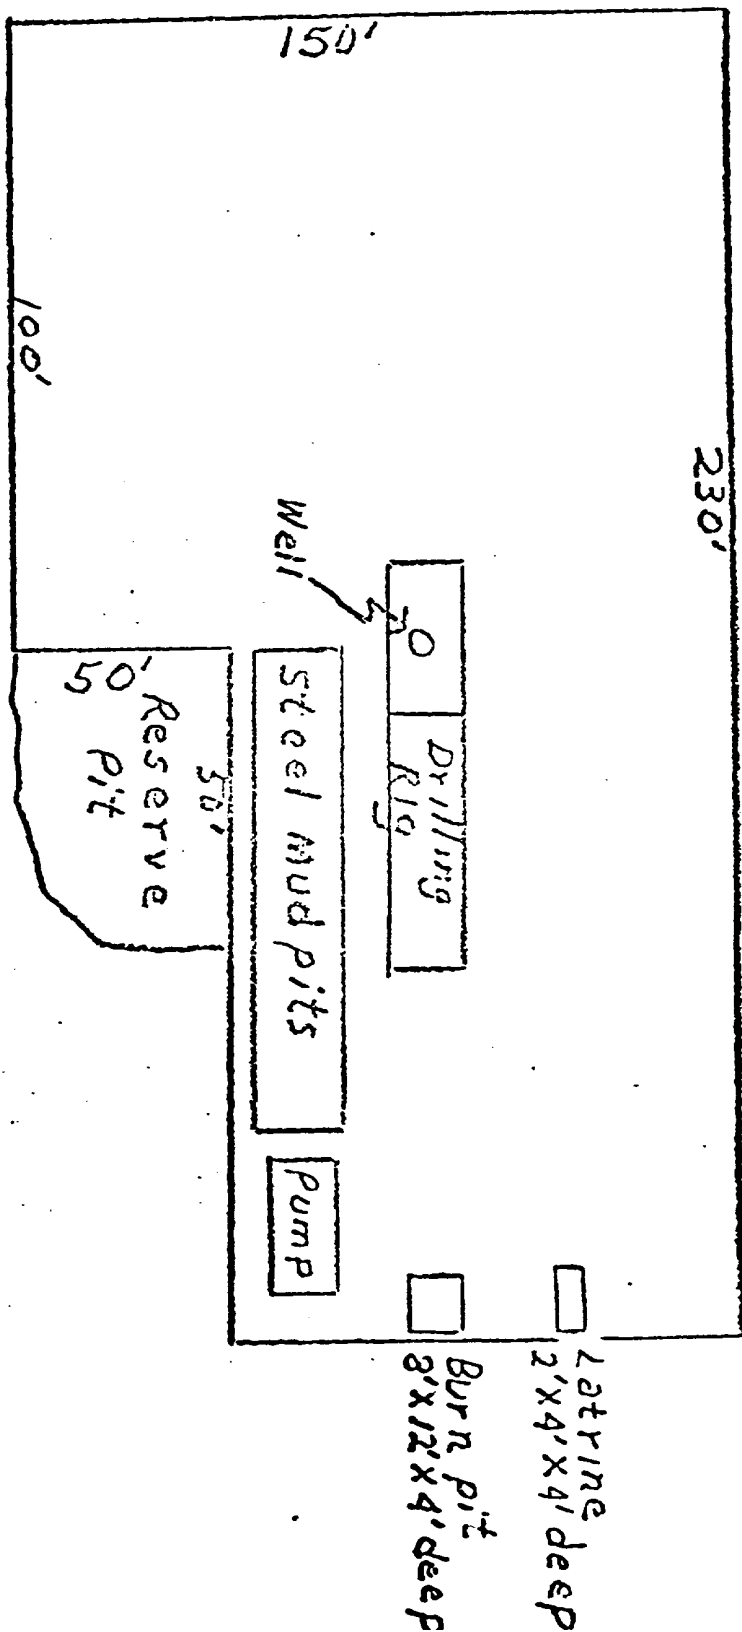 150'
230'
100'
Well
Drilling
Rig
Steel Mud pits
50'
50'
Reserve
Pit
Pump
Latrine
2'X4'X4' deep
Burn pit
8'X12'X4' deep